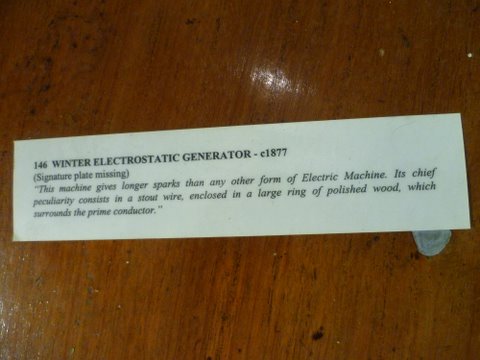 146 WINTER ELECTROSTATIC GENERATOR - c1877
(Signature plate missing)
"This machine gives longer sparks than any other form of Electric Machine. Its chief
peculiarity consists in a stout wire, enclosed in a large ring of polished wood, which
surrounds the prime conductor."